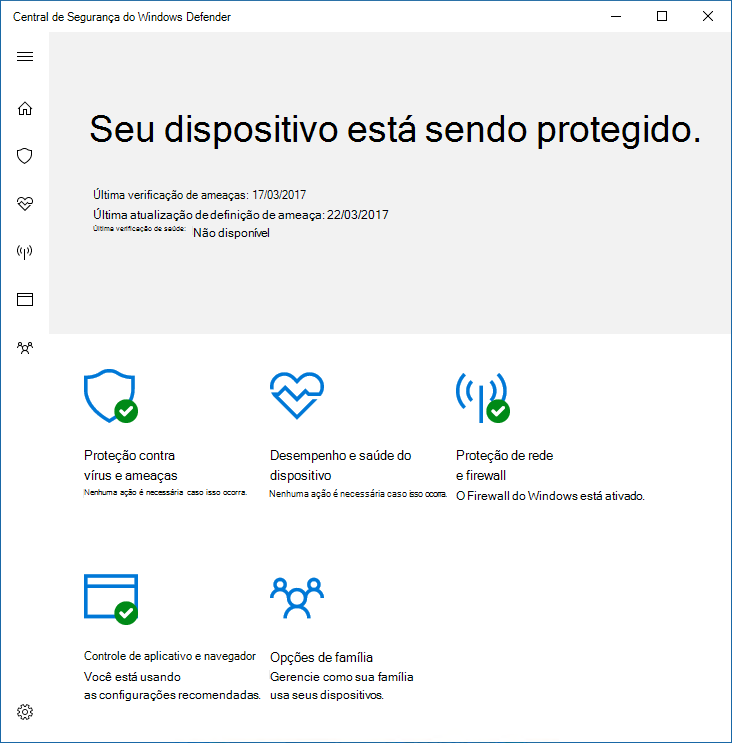 Central de Segurança do Windows Defender
Seu dispositivo está sendo protegido.
Última verificação de ameaças: 17/03/2017
Última atualização de definição de ameaça: 22/03/2017
Última verificação de saúde: Não disponível
Proteção contra
vírus e ameaças
Nenhuma ação é necessária caso isso ocorra.
Desempenho e saúde do
dispositivo
Nenhuma ação é necessária caso isso ocorra.
Proteção de rede
e firewall
O Firewall do Windows está ativado.
Controle de aplicativo e navegador
Você está usando
as configurações recomendadas.
Opções de família
Gerencie como sua família
usa seus dispositivos.